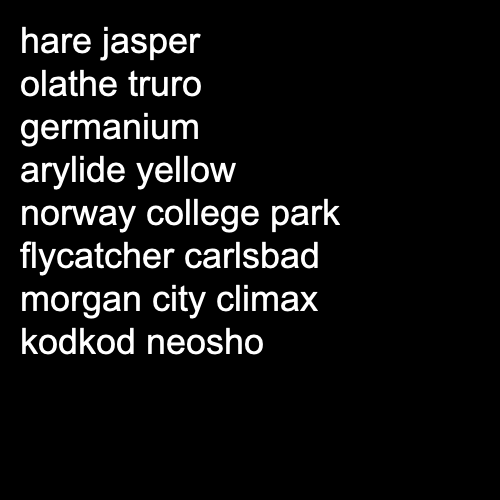 hare jasper
olathe truro
germanium
arylide yellow
norway college park
flycatcher carlsbad
morgan city climax
kodkod neosho